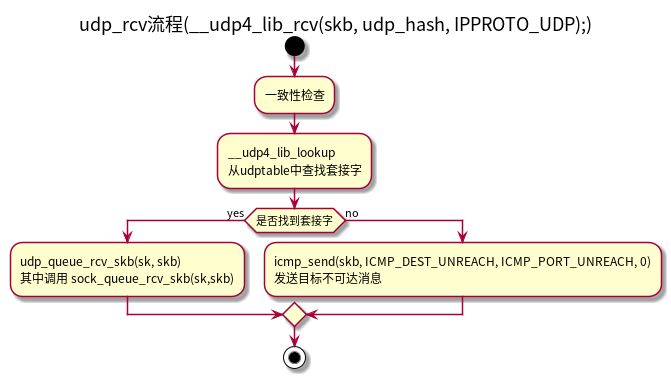 udp_rcv流程(__udp4_lib_rcv(skb, udp_hash, IPPROTO_UDP);)
一致性检查
__udp4_lib_lookup
从udptable中查找套接字
是否找到套接字
yes
no
udp_queue_rcv_skb(sk, skb)
其中调用 sock_queue_rcv_skb(sk,skb)
icmp_send(skb, ICMP_DEST_UNREACH, ICMP_PORT_UNREACH, 0)
发送目标不可达消息